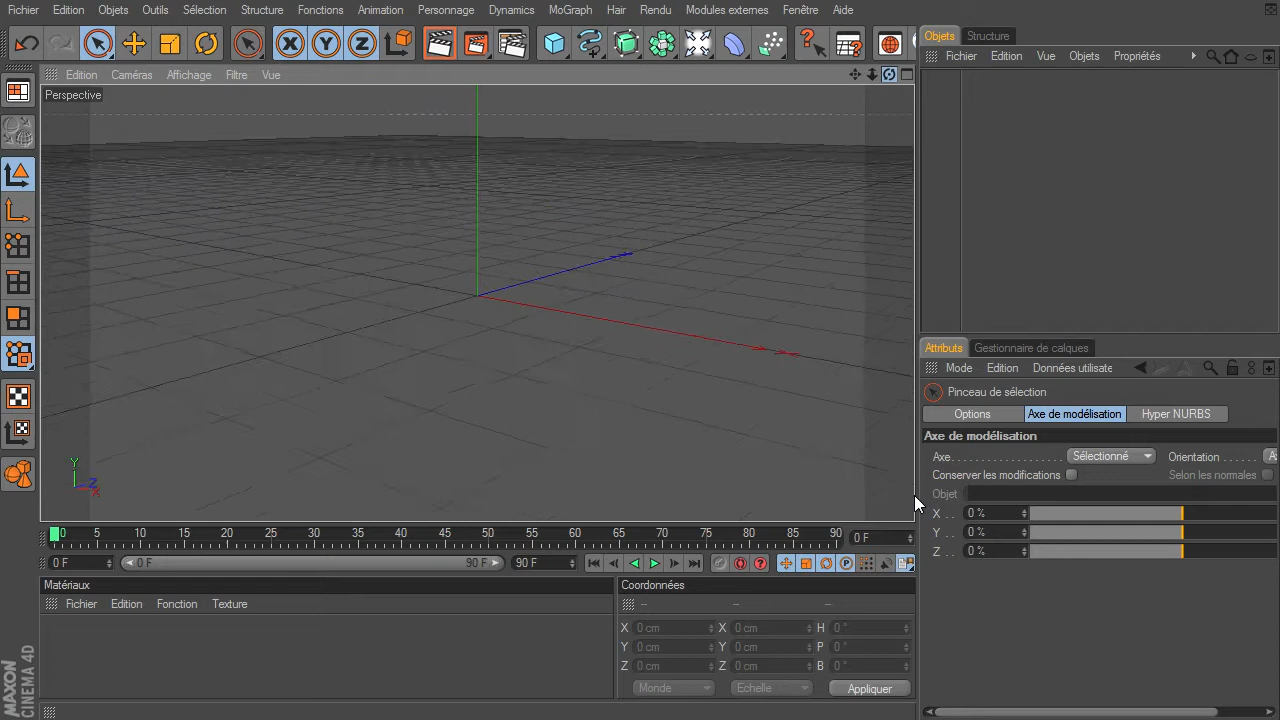 Fichier Edition Objets Outils Sélection Structure Fonctions Animation Personnage Dynamics MoGraph Hair Rendu Modules externes Fenêtre Aide
Objets Structure
Fichier Edition Vue Objets Propriétés
Edition Caméras Affichage Filtre Vue
Perspective
Y Z X
Attributs Gestionnaire de calques
Mode Edition Données utilisate
Pinceau de sélection
Options Axe de modélisation Hyper NURBS
Axe de modélisation
Axe Sélectionné Orientation
Conserver les modifications Selon les normales
Objet
X 0 %
Y 0 %
Z 0 %
0 5 10 15 20 25 30 35 40 45 50 55 60 65 70 75 80 85 90 0 F
0 F 0 F 90 F 90 F
Matériaux
Fichier Edition Fonction Texture
Coordonnées
X 0 cm X 0 cm H 0 °
Y 0 cm Y 0 cm P 0 °
Z 0 cm Z 0 cm B 0 °
Monde Echelle Appliquer
MAXON
CINEMA 4D